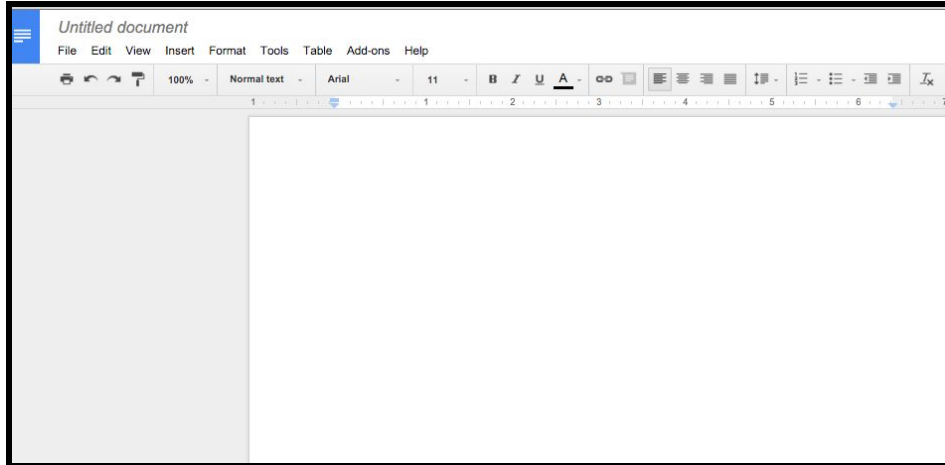 Untitled document
File Edit View Insert Format Tools Table Add-ons Help
100% Normal text Arial 11 B I U A
1 1 2 3 4 5 6 7